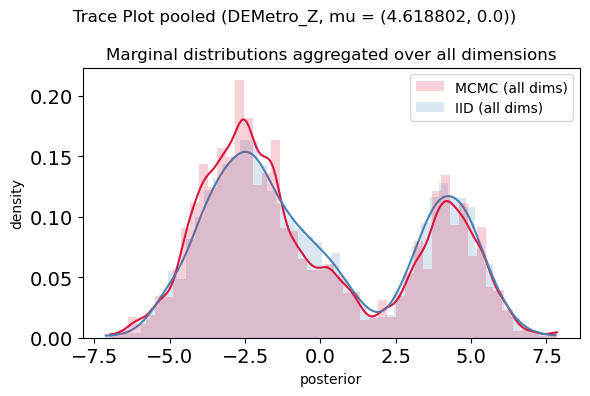 Trace Plot pooled (DEMetro_Z, mu = (4.618802, 0.0))
Marginal distributions aggregated over all dimensions
MCMC (all dims)
IID (all dims)
density
0.20
0.15
0.10
0.05
0.00
−7.5 −5.0 −2.5 0.0 2.5 5.0 7.5
posterior